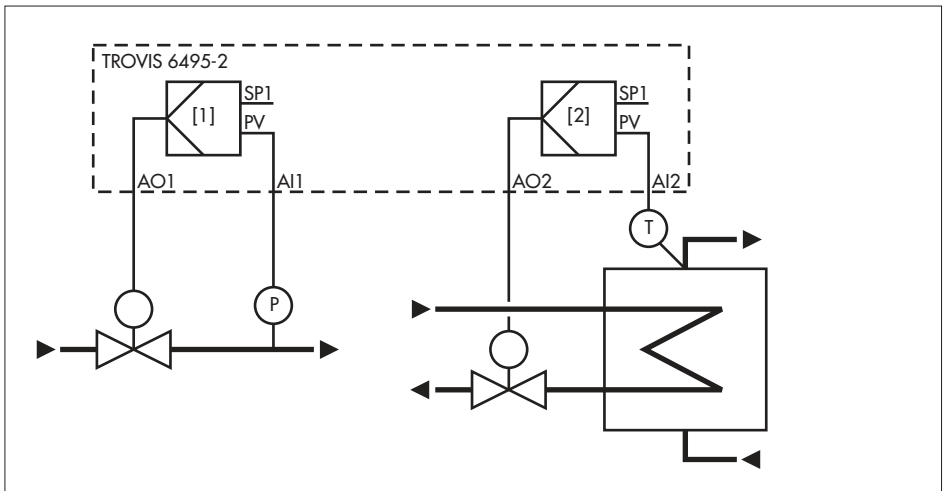 TROVIS 6495-2
SP1
[1]
PV
SP1
[2]
PV
AO1
AI1
AO2
AI2
T
P